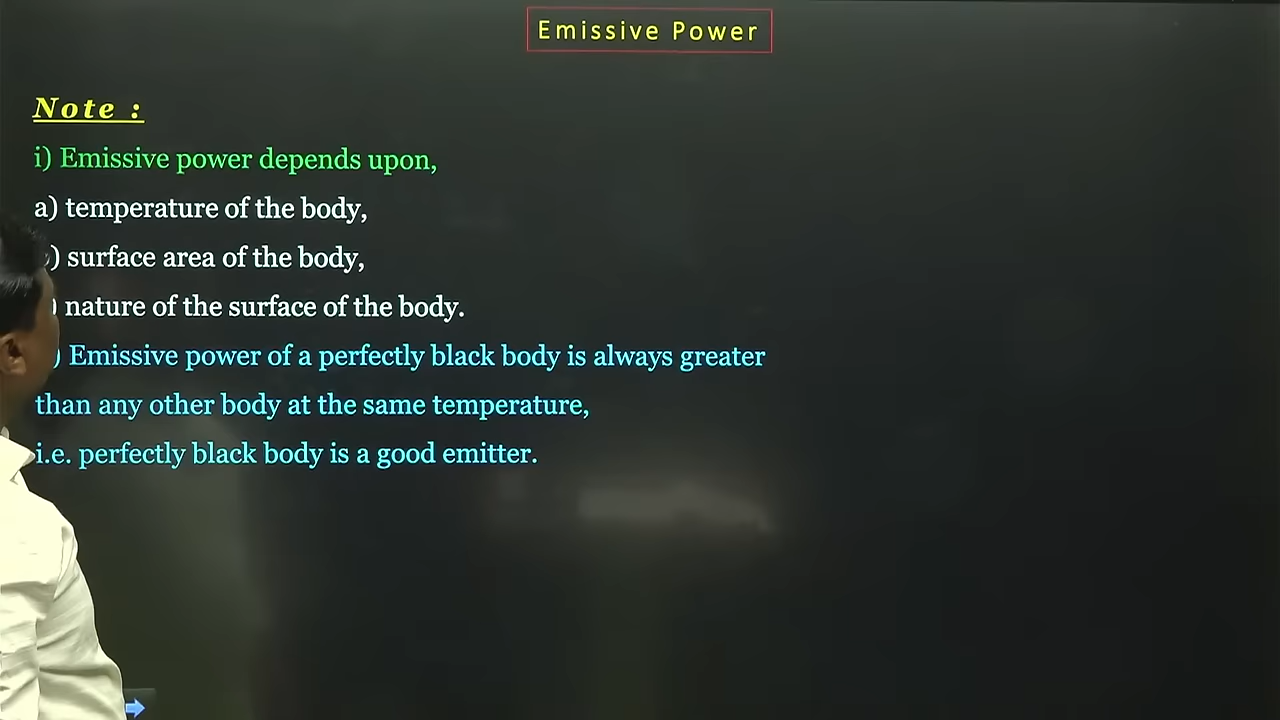 Emissive Power
Note :
i) Emissive power depends upon,
a) temperature of the body,
) surface area of the body,
) nature of the surface of the body.
) Emissive power of a perfectly black body is always greater
than any other body at the same temperature,
i.e. perfectly black body is a good emitter.